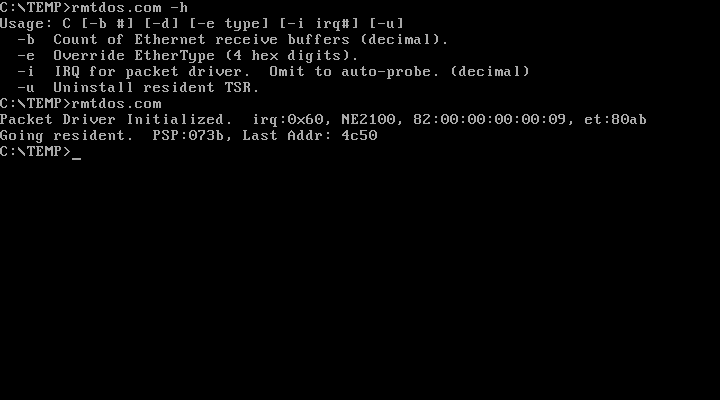 C:\TEMP>rmtdos.com -h
Usage: C [-b #] [-d] [-e type] [-i irq#] [-u]
  -b  Count of Ethernet receive buffers (decimal).
  -e  Override EtherType (4 hex digits).
  -i  IRQ for packet driver.  Omit to auto-probe. (decimal)
  -u  Uninstall resident TSR.
C:\TEMP>rmtdos.com
Packet Driver Initialized.  irq:0x60, NE2100, 82:00:00:00:00:09, et:80ab
Going resident.  PSP:073b, Last Addr: 4c50
C:\TEMP>_